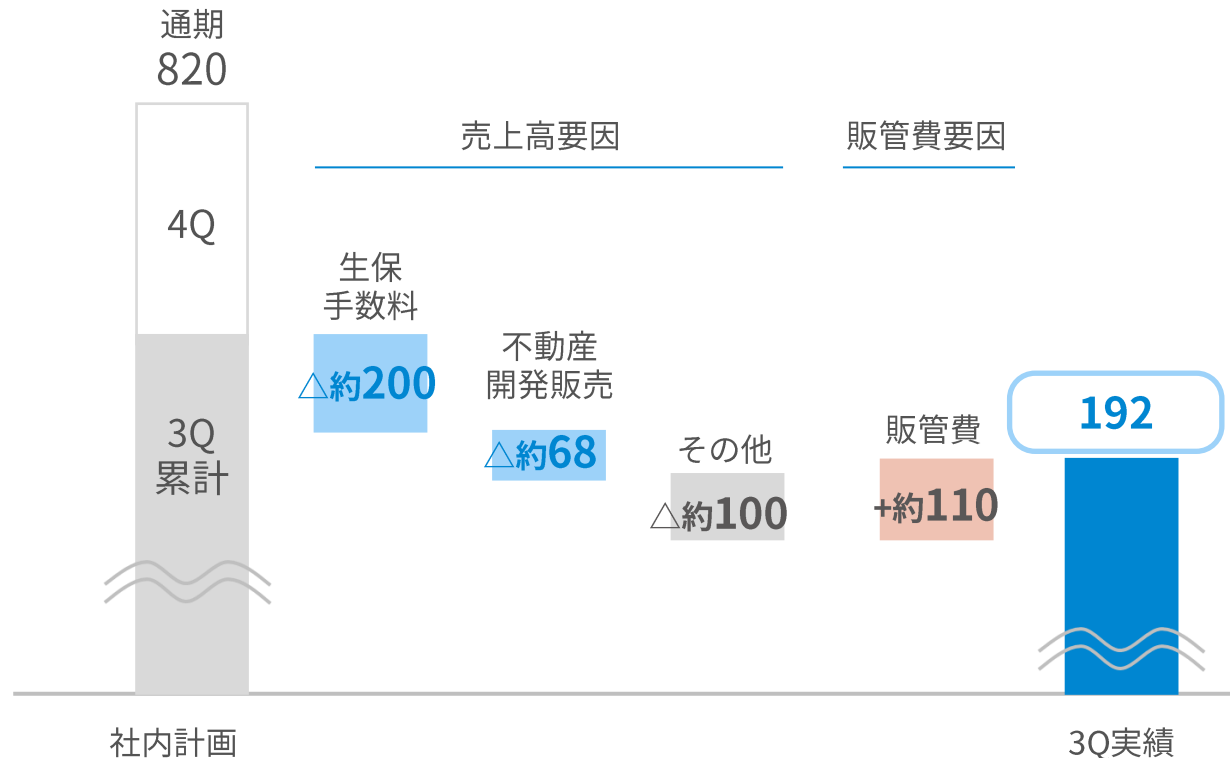 通期
820
4Q
3Q
累計
社内計画
売上高要因
生保
手数料
△約200
不動産
開発販売
△約68
その他
△約100
販管費要因
販管費
+約110
192
3Q実績